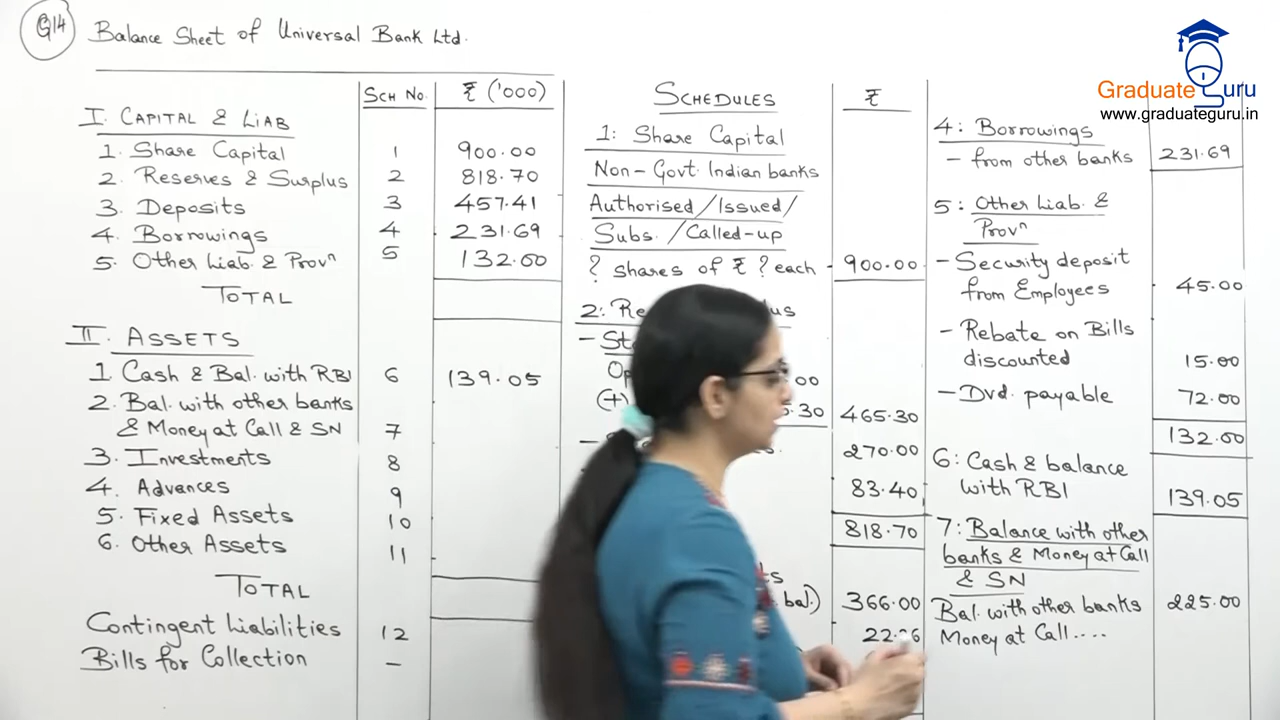 G14
Balance Sheet of Universal Bank Ltd.
SCH No. ₹ ('000)
I. CAPITAL & LIAB
1. Share Capital 1 900.00
2. Reserves & Surplus 2 818.70
3. Deposits 3 457.41
4. Borrowings 4 231.69
5. Other Liab. & Provⁿ 5 132.00
TOTAL
II. ASSETS
1. Cash & Bal. with RBI 6 139.05
2. Bal. with other banks
& Money at Call & SN 7
3. Investments 8
4. Advances 9
5. Fixed Assets 10
6. Other Assets 11
TOTAL
Contingent Liabilities 12
Bills for Collection –
SCHEDULES ₹
1: Share Capital
Non-Govt. Indian banks
Authorised/Issued/
Subs./Called-up
? shares of ₹ ? each 900.00
2: Re
- St
Op .00
(+) 5.30 465.30
270.00
83.40
818.70
bal.) 366.00
4: Borrowings
- from other banks 231.69
5: Other Liab. &
Provⁿ
- Security deposit
from Employees 45.00
- Rebate on Bills
discounted 15.00
- Dvd. payable 72.00
132.00
6: Cash & balance
with RBI 139.05
7: Balance with other
banks & Money at Call
& SN
Bal. with other banks 225.00
Money at Call....
Graduate Guru
www.graduateguru.in